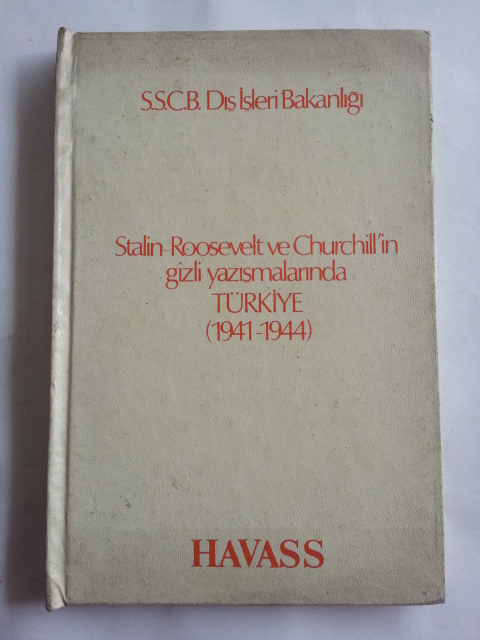 S.S.C.B. Dış İşleri Bakanlığı
Stalin-Roosevelt ve Churchill'in
gizli yazışmalarında
TÜRKİYE
(1941-1944)
HAVASS